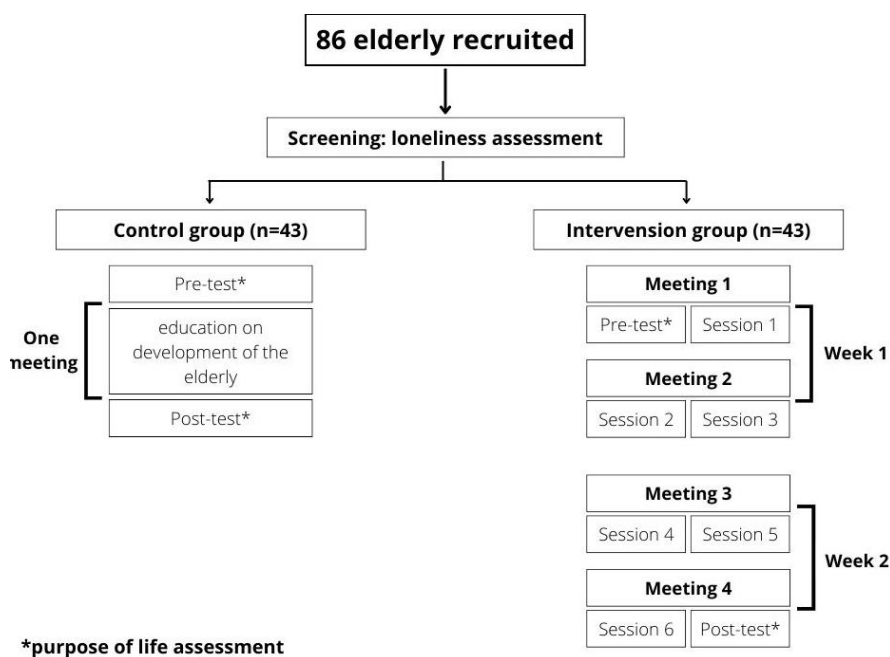 86 elderly recruited
Screening: loneliness assessment
Control group (n=43)
Pre-test*
One
meeting
education on
development of the
elderly
Post-test*
Intervension group (n=43)
Meeting 1
Pre-test*
Session 1
Meeting 2
Session 2
Session 3
Week 1
Meeting 3
Session 4
Session 5
Meeting 4
Session 6
Post-test*
Week 2
*purpose of life assessment